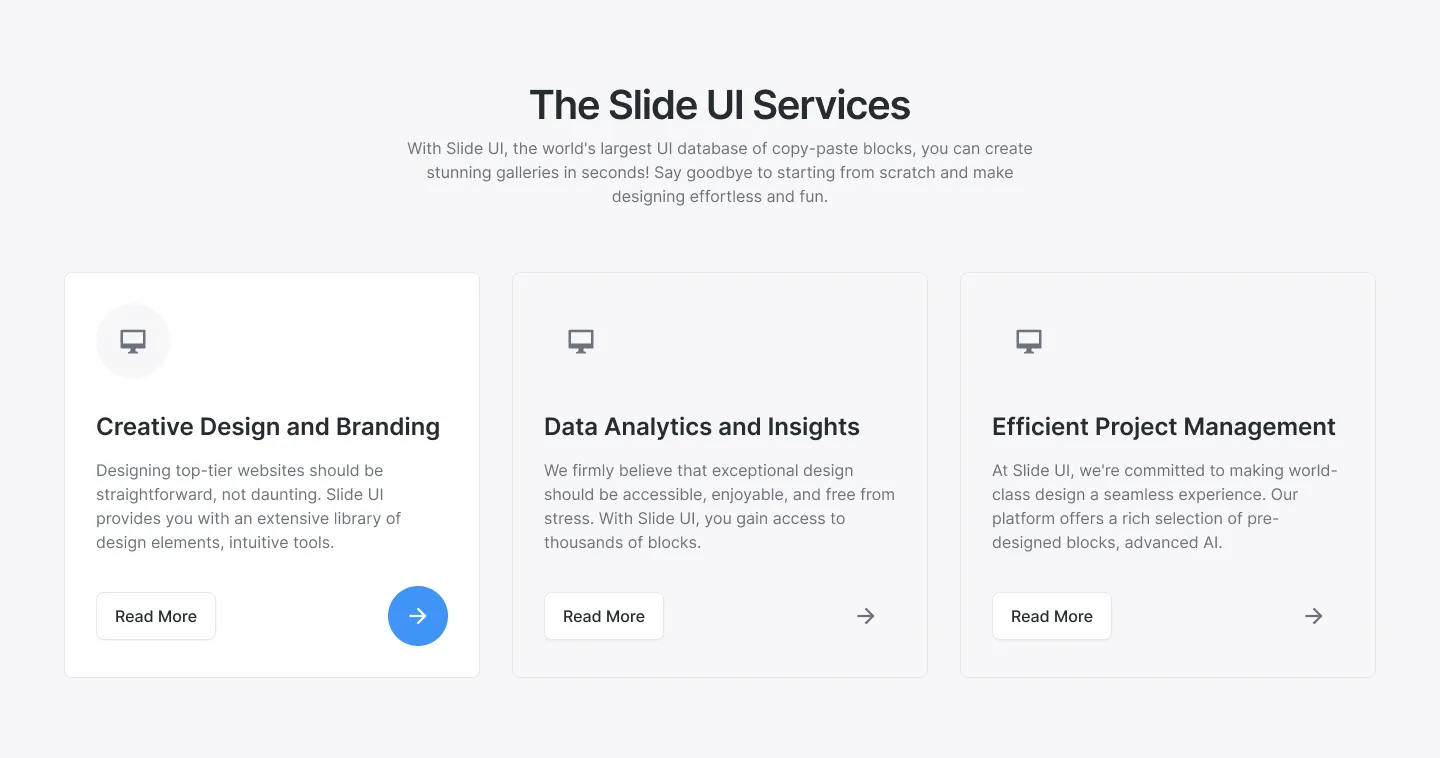 The Slide UI Services
With Slide UI, the world's largest UI database of copy-paste blocks, you can create
stunning galleries in seconds! Say goodbye to starting from scratch and make
designing effortless and fun.
Creative Design and Branding
Designing top-tier websites should be
straightforward, not daunting. Slide UI
provides you with an extensive library of
design elements, intuitive tools.
Read More
Data Analytics and Insights
We firmly believe that exceptional design
should be accessible, enjoyable, and free from
stress. With Slide UI, you gain access to
thousands of blocks.
Read More
Efficient Project Management
At Slide UI, we're committed to making world-
class design a seamless experience. Our
platform offers a rich selection of pre-
designed blocks, advanced AI.
Read More